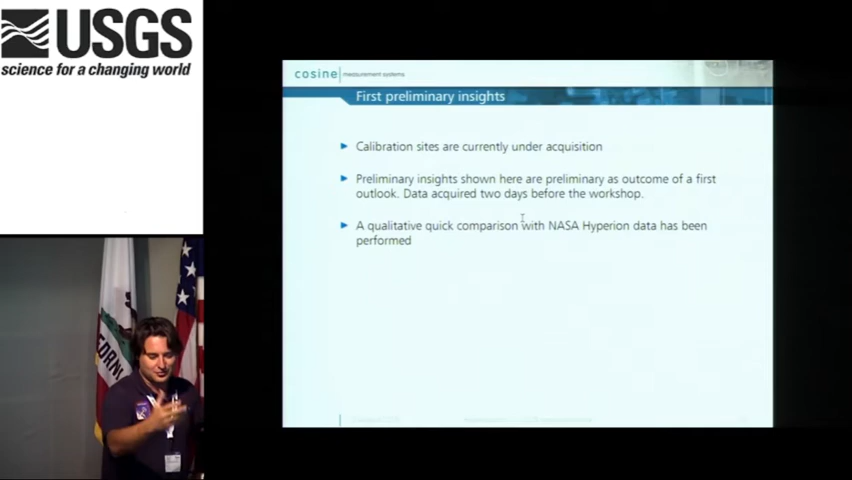 USGS
science for a changing world
cosine measurement systems
First preliminary insights
Calibration sites are currently under acquisition
Preliminary insights shown here are preliminary as outcome of a first
outlook. Data acquired two days before the workshop.
A qualitative quick comparison with NASA Hyperion data has been
performed